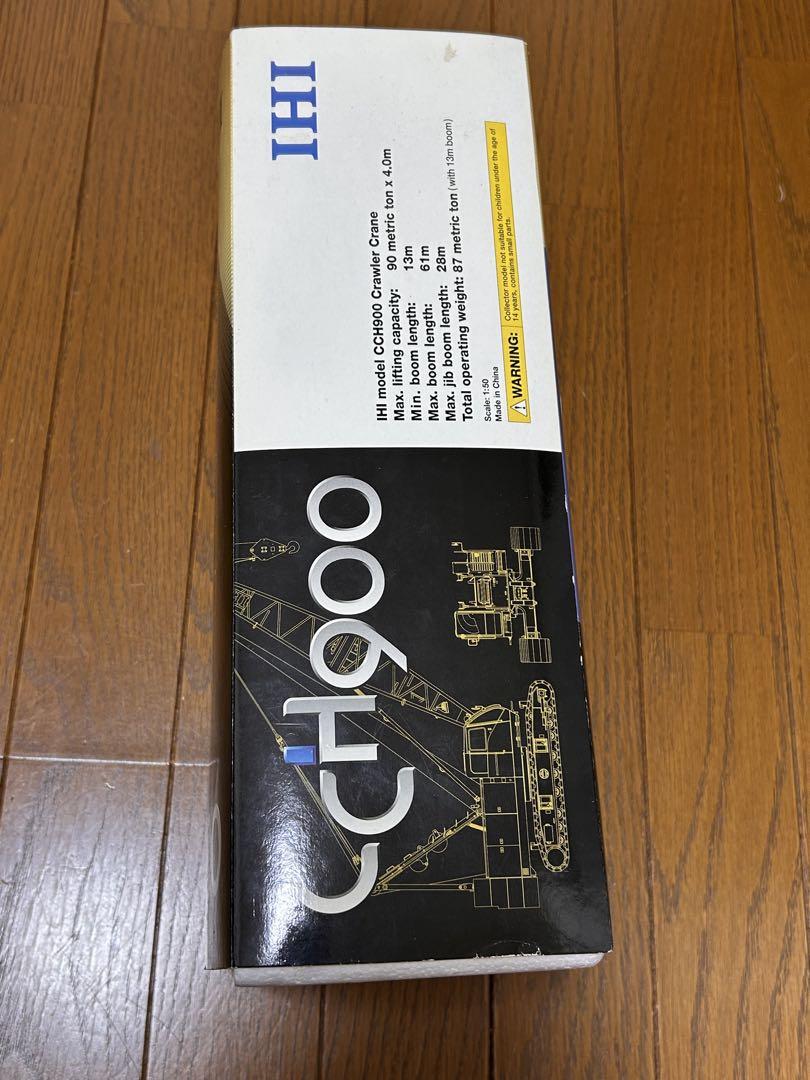 IHI
IHI model CCH900 Crawler Crane
Max. lifting capacity: 90 metric ton x 4.0m
Min. boom length: 13m
Max. boom length: 61m
Max. jib boom length: 28m
Total operating weight: 87 metric ton (with 13m boom)
Scale: 1:50
Made in China
WARNING: Collector model not suitable for children under the age of
14 years, contains small parts.
CCH900